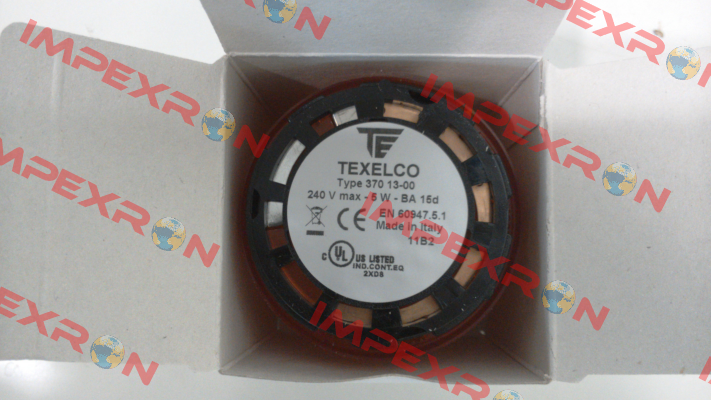 IMPEXRON
IMPEXRON
IMPEXRON
IMPEXRON
IMPEXRON
IMPEXRON
IMPEXRON
TE
TEXELCO
Type 370 13-00
240 V max - 5 W - BA 15d
CE
EN 60947.5.1
Made in Italy
11B2
C UL US LISTED
IND.CONT.EQ
2XD8